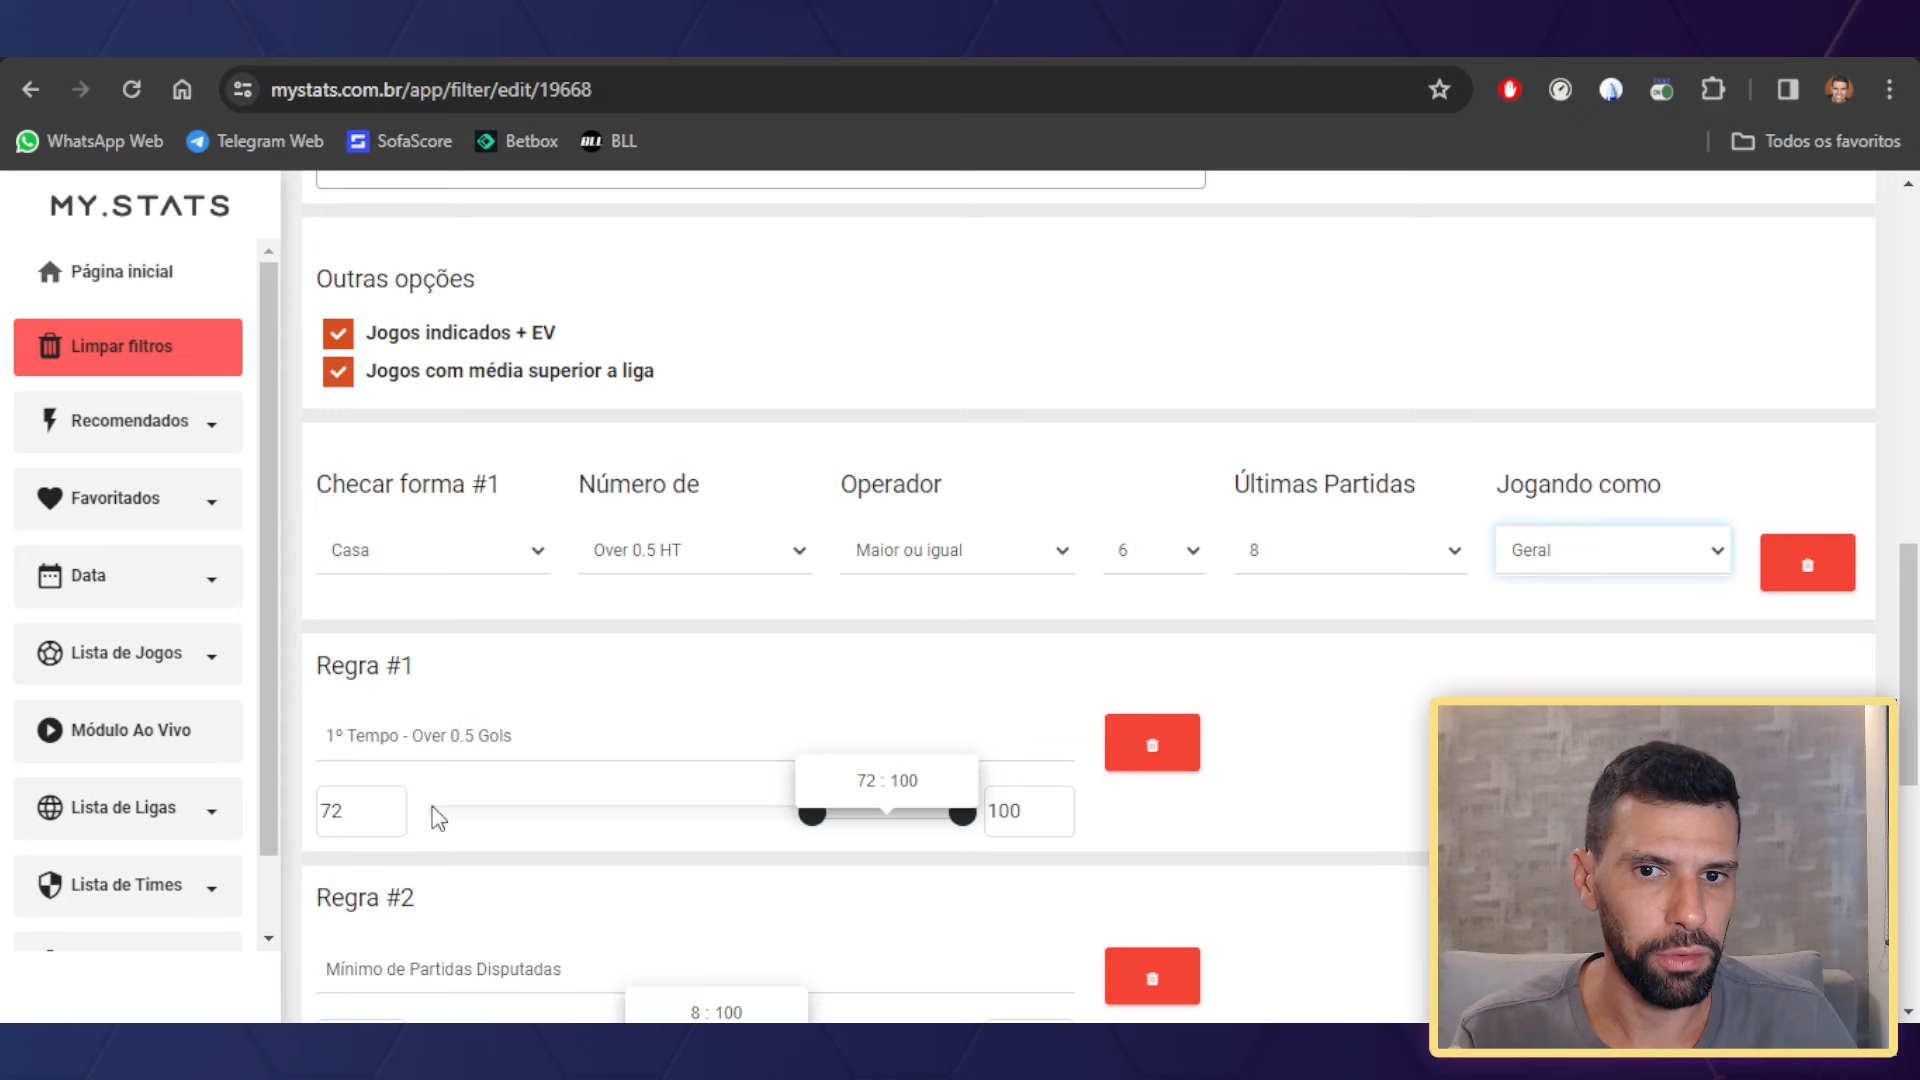 mystats.com.br/app/filter/edit/19668
WhatsApp Web
Telegram Web
SofaScore
Betbox
BLL
BLL
Todos os favoritos
MY.STATS
Página inicial
Limpar filtros
Recomendados
Favoritados
Data
Lista de Jogos
Módulo Ao Vivo
Lista de Ligas
Lista de Times
Outras opções
Jogos indicados + EV
Jogos com média superior a liga
Checar forma #1
Número de
Operador
Últimas Partidas
Jogando como
Casa
Over 0.5 HT
Maior ou igual
6
8
Geral
Regra #1
1º Tempo - Over 0.5 Gols
72 : 100
72
100
Regra #2
Mínimo de Partidas Disputadas
8 : 100